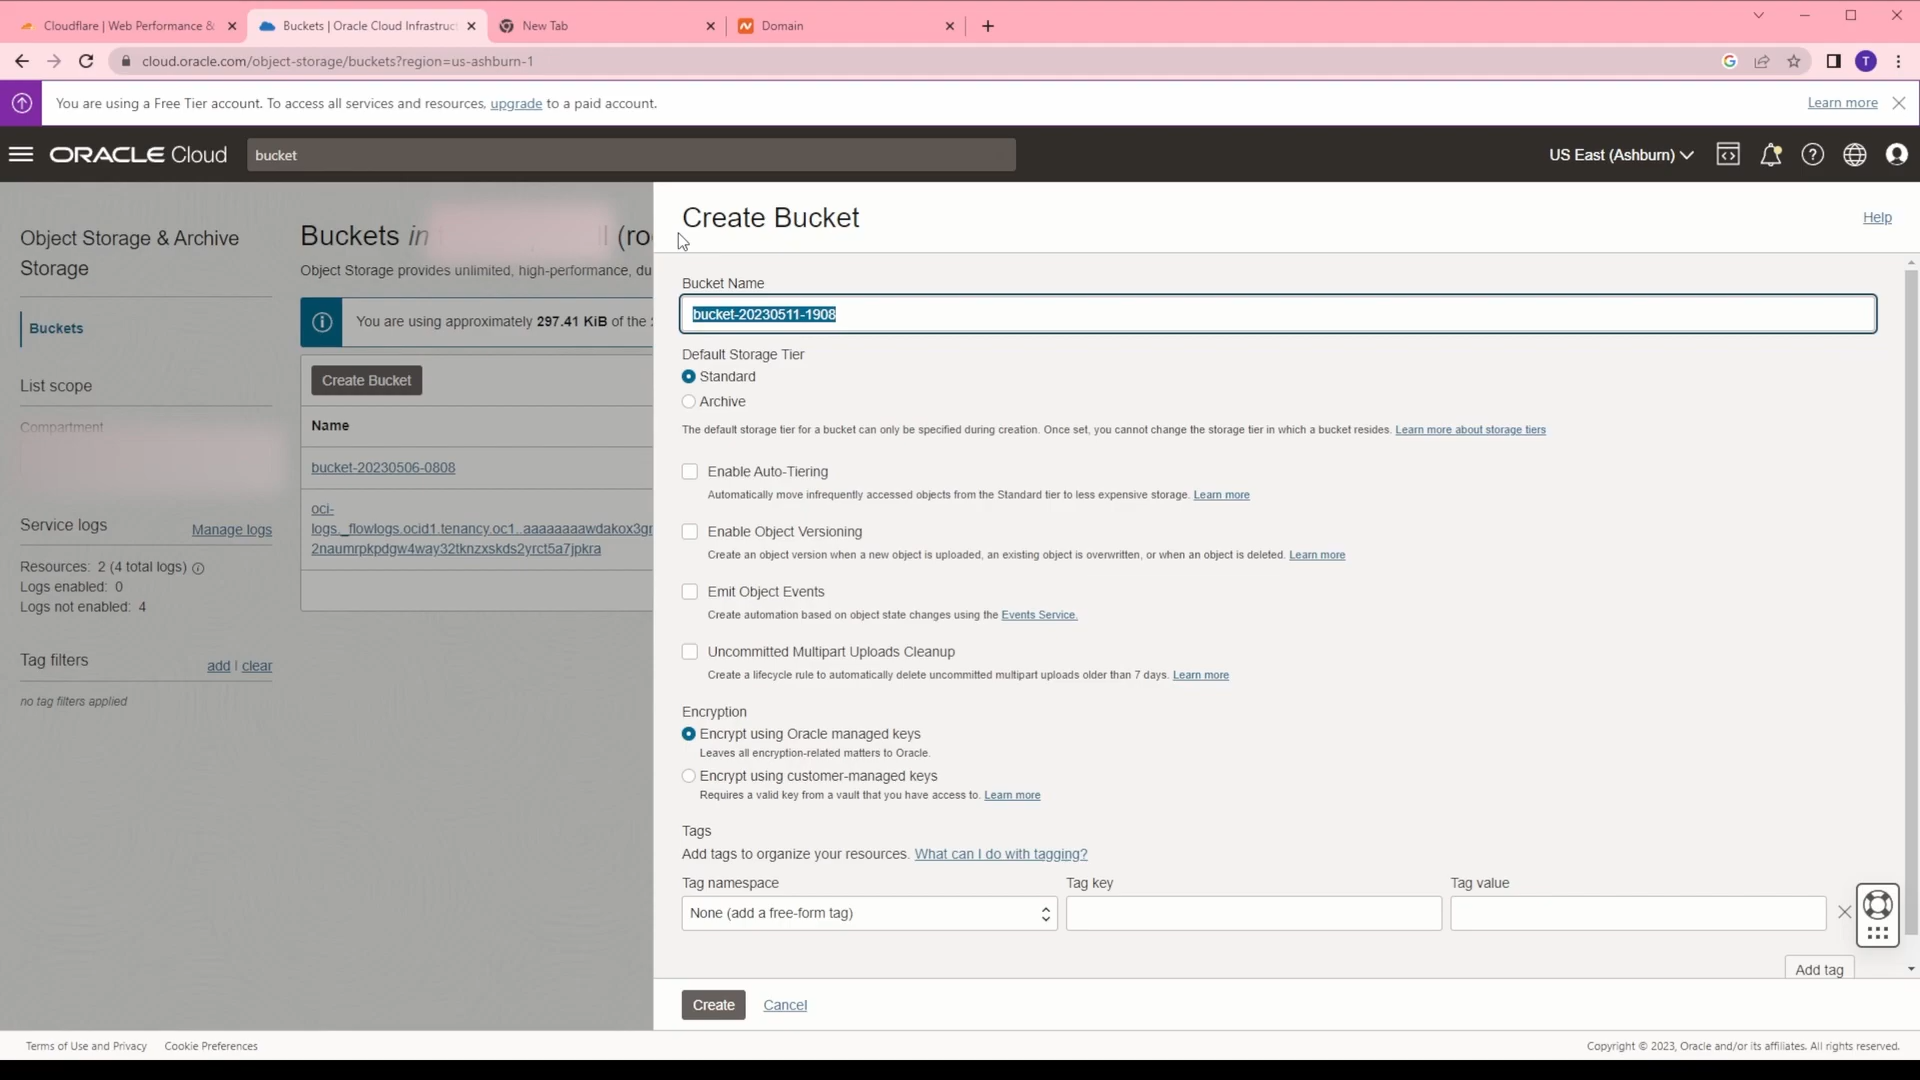 Cloudflare | Web Performance &
Buckets | Oracle Cloud Infrastruct
New Tab
Domain
cloud.oracle.com/object-storage/buckets?region=us-ashburn-1
T
You are using a Free Tier account. To access all services and resources, upgrade to a paid account.
Learn more
ORACLE Cloud
bucket
US East (Ashburn)
Object Storage & Archive
Storage
Buckets
List scope
Compartment
Service logs
Manage logs
Resources: 2 (4 total logs)
Logs enabled: 0
Logs not enabled: 4
Tag filters
add | clear
no tag filters applied
Buckets in (ro
Object Storage provides unlimited, high-performance, du
You are using approximately 297.41 KiB of the
Create Bucket
Name
bucket-20230506-0808
oci-
logs._flowlogs.ocid1.tenancy.oc1..aaaaaaaawdakox3gr
2naumrpkpdgw4way32tknzxskds2yrct5a7jpkra
Create Bucket
Help
Bucket Name
bucket-20230511-1908
Default Storage Tier
Standard
Archive
The default storage tier for a bucket can only be specified during creation. Once set, you cannot change the storage tier in which a bucket resides. Learn more about storage tiers
Enable Auto-Tiering
Automatically move infrequently accessed objects from the Standard tier to less expensive storage. Learn more
Enable Object Versioning
Create an object version when a new object is uploaded, an existing object is overwritten, or when an object is deleted. Learn more
Emit Object Events
Create automation based on object state changes using the Events Service.
Uncommitted Multipart Uploads Cleanup
Create a lifecycle rule to automatically delete uncommitted multipart uploads older than 7 days. Learn more
Encryption
Encrypt using Oracle managed keys
Leaves all encryption-related matters to Oracle.
Encrypt using customer-managed keys
Requires a valid key from a vault that you have access to. Learn more
Tags
Add tags to organize your resources. What can I do with tagging?
Tag namespace
Tag key
Tag value
None (add a free-form tag)
Add tag
Create
Cancel
Terms of Use and Privacy
Cookie Preferences
Copyright © 2023, Oracle and/or its affiliates. All rights reserved.